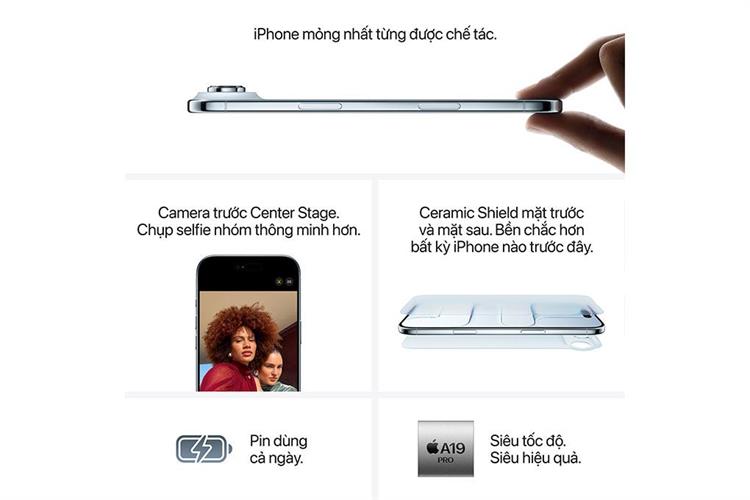 iPhone mỏng nhất từng được chế tác.
Camera trước Center Stage.
Chụp selfie nhóm thông minh hơn.
Ceramic Shield mặt trước
và mặt sau. Bền chắc hơn
bất kỳ iPhone nào trước đây.
Pin dùng
cả ngày.
A19
PRO
Siêu tốc độ.
Siêu hiệu quả.